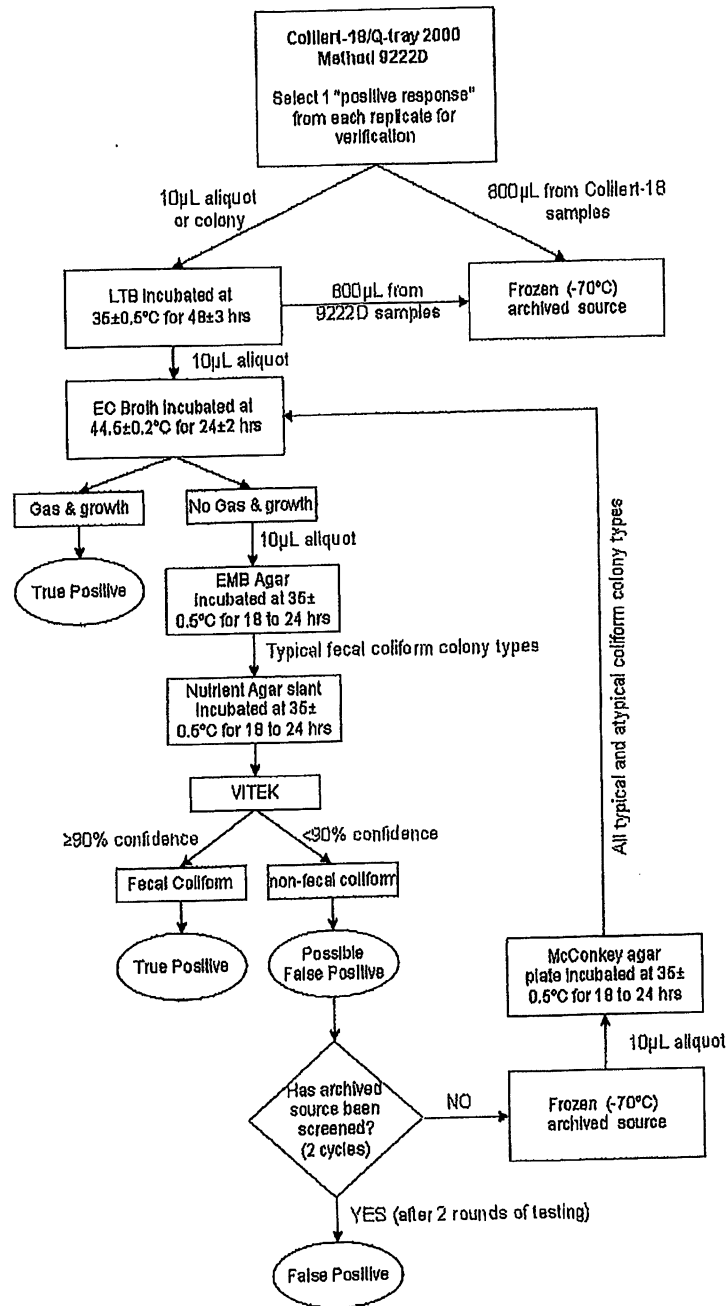 Colilert-18/Q-tray 2000
Method 9222D
Select 1 "positive response"
from each replicate for
verification
10µL aliquot
or colony
800µL from Colilert-18
samples
LTB incubated at
35±0.5°C for 48±3 hrs
800µL from
9222D samples
Frozen (-70°C)
archived source
10µL aliquot
EC Broth incubated at
44.5±0.2°C for 24±2 hrs
Gas & growth
No Gas & growth
True Positive
10µL aliquot
EMB Agar
incubated at 35±
0.5°C for 18 to 24 hrs
Typical fecal coliform colony types
Nutrient Agar slant
incubated at 35±
0.5°C for 18 to 24 hrs
VITEK
≥90% confidence
<90% confidence
Fecal Coliform
non-fecal coliform
True Positive
Possible
False Positive
All typical and atypical coliform colony types
McConkey agar
plate incubated at 35±
0.5°C for 18 to 24 hrs
10µL aliquot
Has archived
source been
screened?
(2 cycles)
NO
Frozen (-70°C)
archived source
YES (after 2 rounds of testing)
False Positive